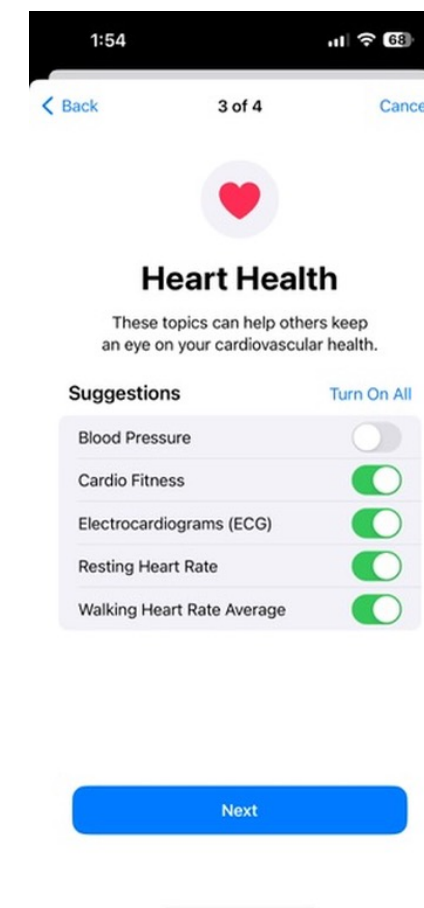 1:54
68
Back
3 of 4
Cance
Heart Health
These topics can help others keep
an eye on your cardiovascular health.
Suggestions
Turn On All
Blood Pressure
Cardio Fitness
Electrocardiograms (ECG)
Resting Heart Rate
Walking Heart Rate Average
Next